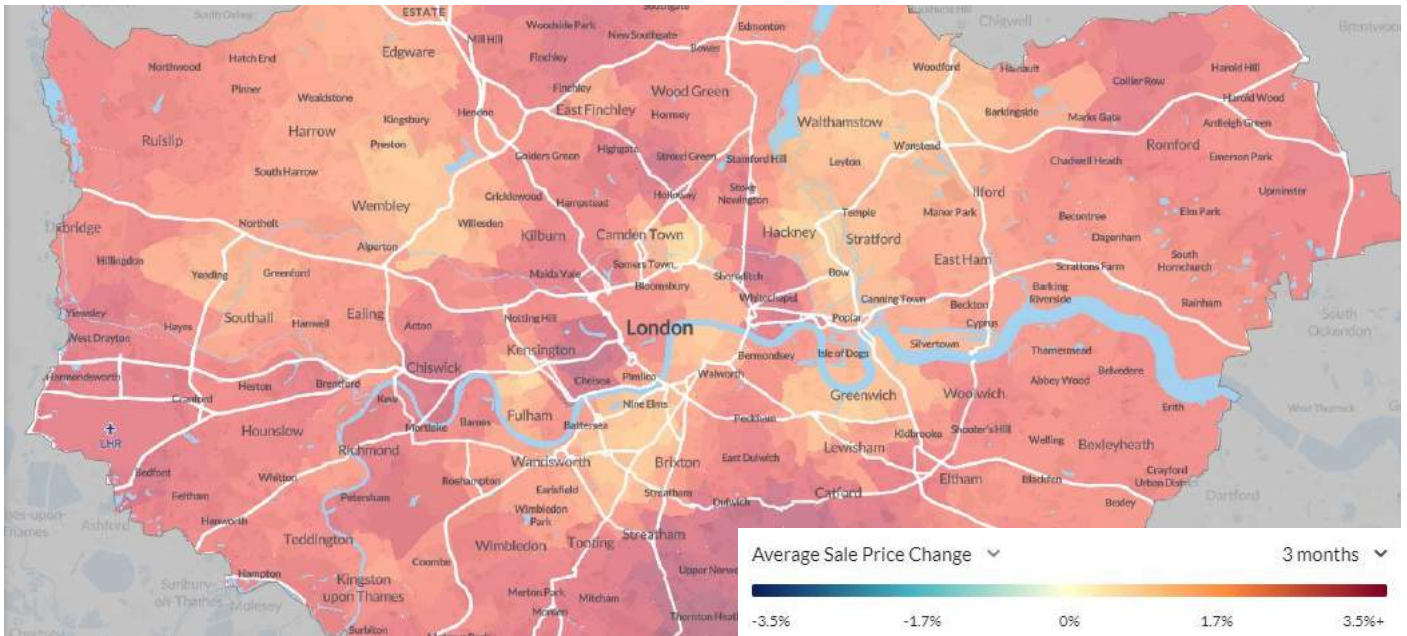 ESTATE
Woodside Park
Southgate
New Southgate
Edmonton
Chigwell
Brentwood
Mill Hill
Bowes
Hatch End
Edgware
Finchley
Woodford
Hainault
Harold Hill
Northwood
Collier Row
Pinner
Wealdstone
Finchley
Wood Green
Harold Wood
Kingsbury
Hendon
East Finchley
Hornsey
Walthamstow
Barkingside
Marks Gate
Ardleigh Green
Ruislip
Harrow
Preston
Golders Green
Highgate
Stroud Green
Stamford Hill
Leyton
Wanstead
Chadwell Heath
Romford
Emerson Park
South Harrow
Cricklewood
Hampstead
Holloway
Stoke
Newington
Ilford
Upminster
Wembley
Willesden
Temple
Manor Park
Becontree
Elm Park
Uxbridge
Northolt
Kilburn
Camden Town
Hackney
Stratford
Dagenham
Alperton
Hillingdon
Yeading
Greenford
Maida Vale
Somers Town
Bloomsbury
Shoreditch
Bow
East Ham
Scrattons Farm
South
Hornchurch
Whitechapel
Canning Town
Beckton
Barking
Riverside
Rainham
Yiewsley
Southall
Hanwell
Ealing
Acton
Notting Hill
London
Poplar
Cyprus
South
Ockendon
West Drayton
Hayes
Kensington
Bermondsey
Isle of Dogs
Silvertown
Thamesmead
Harmondsworth
Heston
Brentford
Chiswick
Chelsea
Pimlico
Walworth
Abbey Wood
Belvedere
Cranford
Kew
Fulham
Nine Elms
Greenwich
Woolwich
Erith
West Thurrock
Mortlake
Barnes
Battersea
Peckham
LHR
Hounslow
Richmond
Kidbrooke
Shooter's Hill
Welling
Bexleyheath
Bedfont
Whitton
Wandsworth
Brixton
East Dulwich
Lewisham
Feltham
Petersham
Roehampton
Earlsfield
Streatham
Dulwich
Catford
Eltham
Blackfen
Crayford
Urban District
Dartford
Bexley
Ashford
Hanworth
Wimbledon
Park
Teddington
Wimbledon
Tooting
Streatham
Coombe
Hampton
Kingston
upon Thames
Molesey
Merton Park
Mitcham
Morden
Thornton Heath
Surbiton
Average Sale Price Change
3 months
-3.5%
-1.7%
0%
1.7%
3.5%+